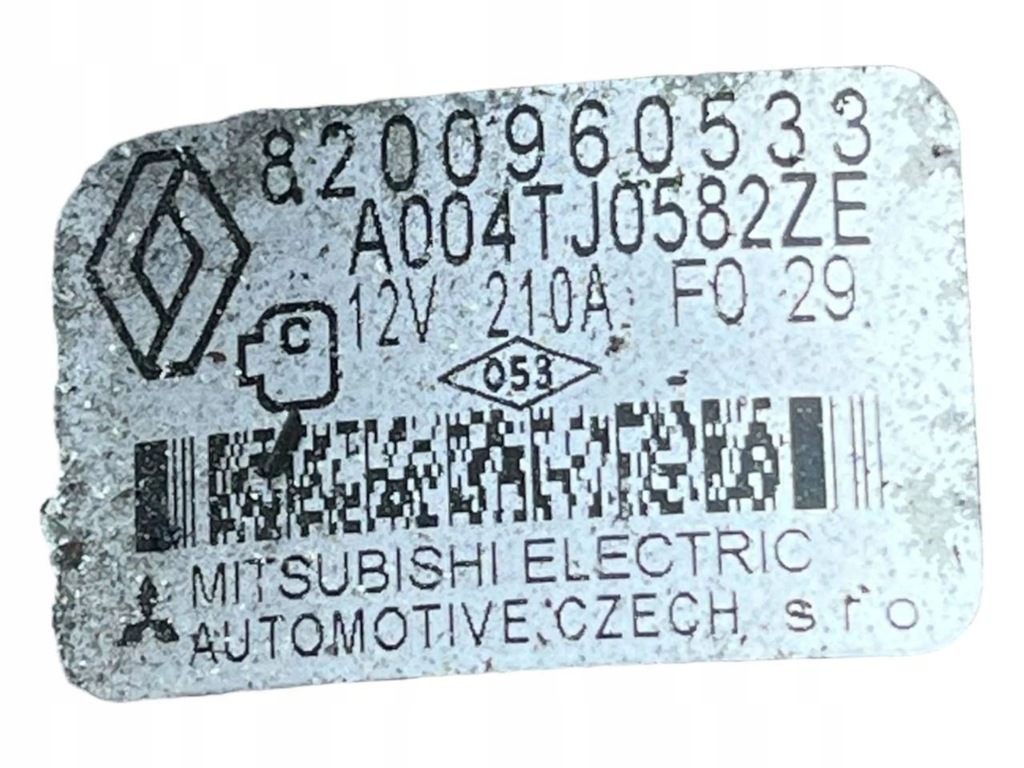 8200960533
A004TJ0582ZE
12V 210A F0 29
C
053
MITSUBISHI ELECTRIC
AUTOMOTIVE CZECH, s r o